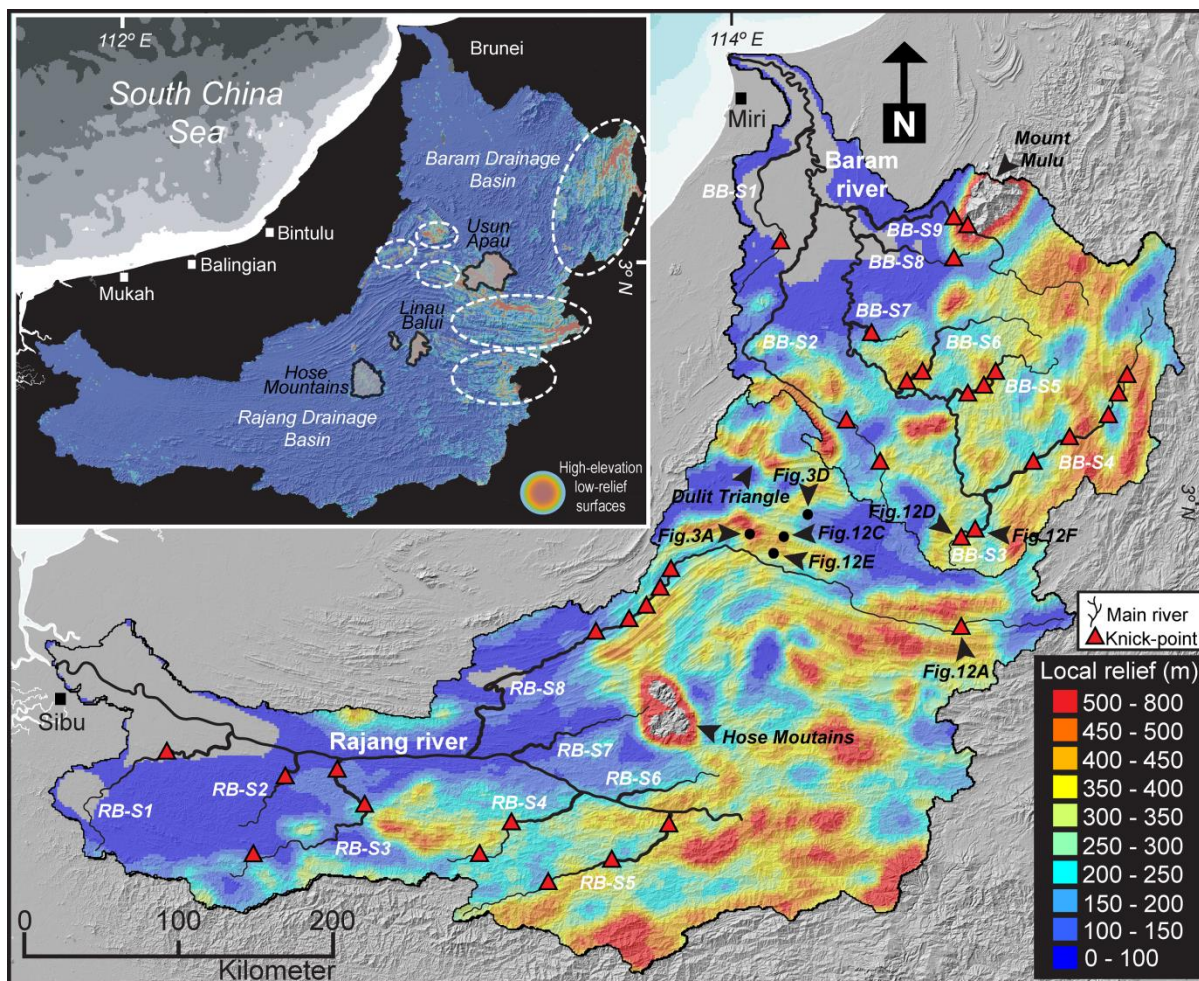 112° E
Brunei
South China
Sea
Baram Drainage
Basin
Usun
Apau
Bintulu
Balingian
Mukah
3° N
Linau
Balui
Hose
Mountains
Rajang Drainage
Basin
High-elevation
low-relief
surfaces
114° E
N
Miri
Mount
Mulu
Baram
river
BB-S1
BB-S9
BB-S8
BB-S7
BB-S2
BB-S6
BB-S5
BB-S4
3° N
Fig.3D
Dulit Triangle
Fig.12D
Fig.3A
Fig.12C
Fig.12F
Fig.12E
BB-S3
Main river
Knick-point
Fig.12A
Sibu
RB-S8
Rajang river
Hose Moutains
RB-S7
RB-S6
RB-S2
RB-S1
RB-S4
RB-S3
RB-S5
0 100 200
Kilometer
Local relief (m)
500 - 800
450 - 500
400 - 450
350 - 400
300 - 350
250 - 300
200 - 250
150 - 200
100 - 150
0 - 100